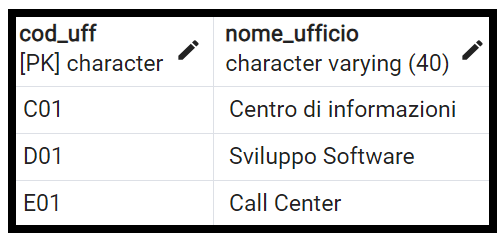 cod_uff nome_ufficio
[PK] character character varying (40)
C01 Centro di informazioni
D01 Sviluppo Software
E01 Call Center